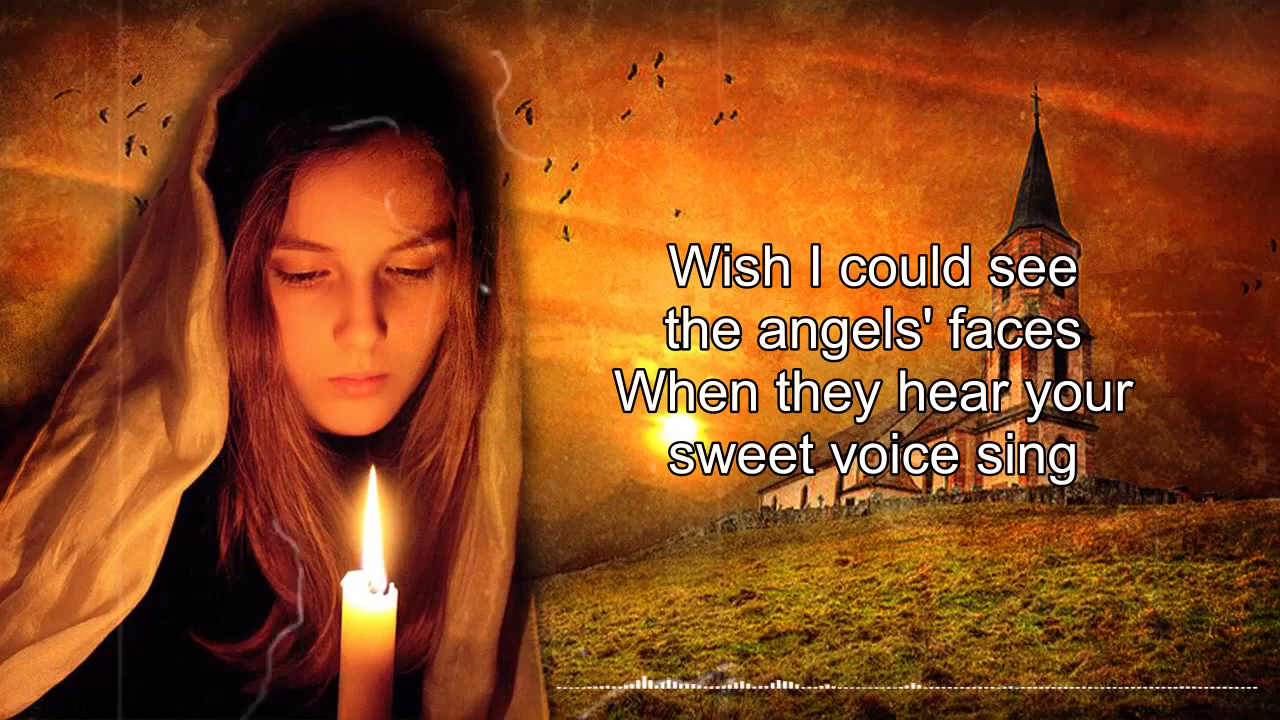 Wish I could see
the angels' faces
When they hear your
sweet voice sing